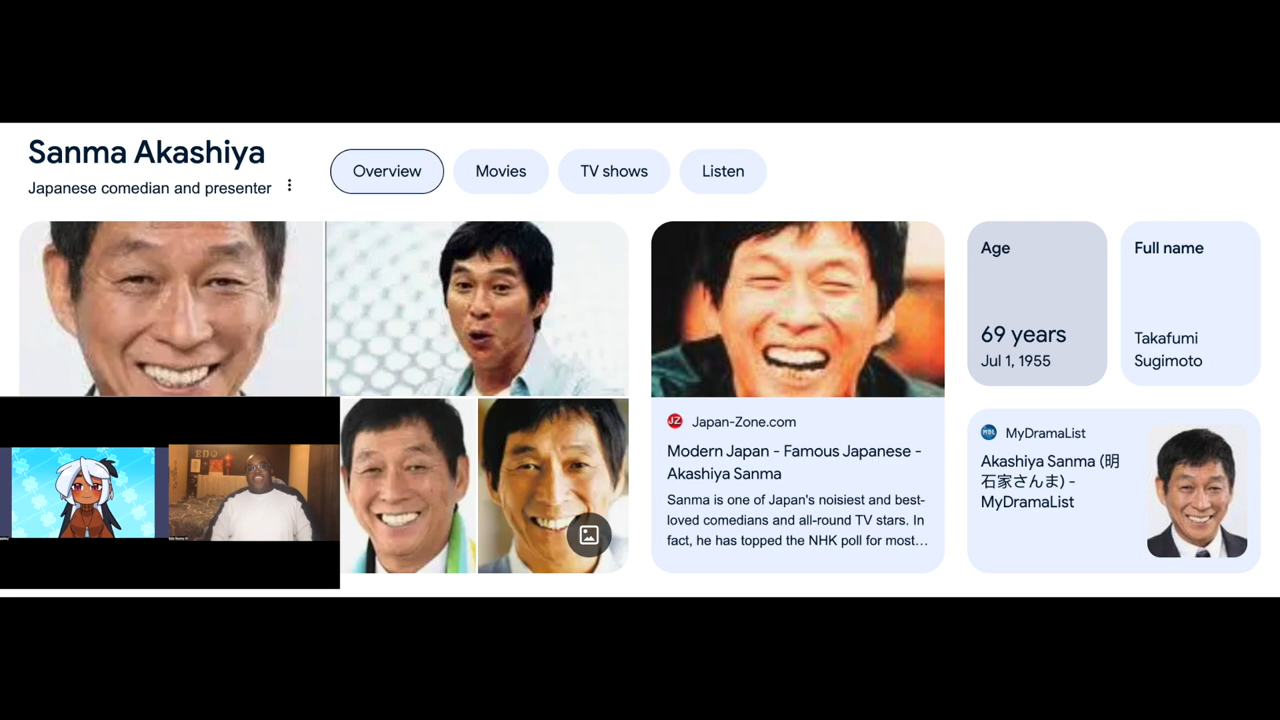 Sanma Akashiya
Japanese comedian and presenter
Overview
Movies
TV shows
Listen
Japan-Zone.com
Modern Japan - Famous Japanese -
Akashiya Sanma
Sanma is one of Japan's noisiest and best-
loved comedians and all-round TV stars. In
fact, he has topped the NHK poll for most…
Age
69 years
Jul 1, 1955
Full name
Takafumi
Sugimoto
MyDramaList
Akashiya Sanma (明
石家さんま) -
MyDramaList
JZ
MDL
EDO